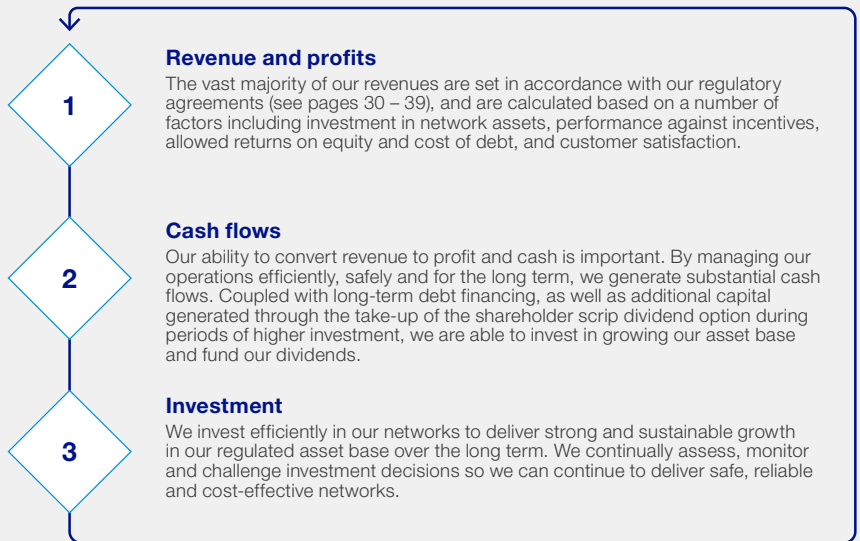 1
Revenue and profits
The vast majority of our revenues are set in accordance with our regulatory
agreements (see pages 30 – 39), and are calculated based on a number of
factors including investment in network assets, performance against incentives,
allowed returns on equity and cost of debt, and customer satisfaction.
2
Cash flows
Our ability to convert revenue to profit and cash is important. By managing our
operations efficiently, safely and for the long term, we generate substantial cash
flows. Coupled with long-term debt financing, as well as additional capital
generated through the take-up of the shareholder scrip dividend option during
periods of higher investment, we are able to invest in growing our asset base
and fund our dividends.
3
Investment
We invest efficiently in our networks to deliver strong and sustainable growth
in our regulated asset base over the long term. We continually assess, monitor
and challenge investment decisions so we can continue to deliver safe, reliable
and cost-effective networks.